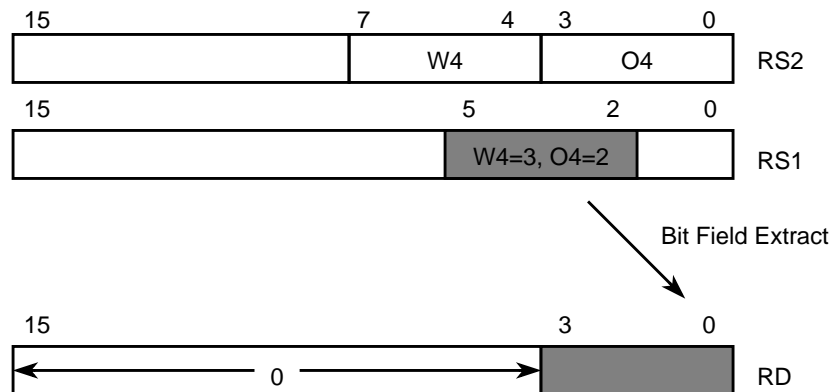 15 7 4 3 0
W4 O4 RS2
15 5 2 0
W4=3, O4=2 RS1
Bit Field Extract
15 3 0
0 RD